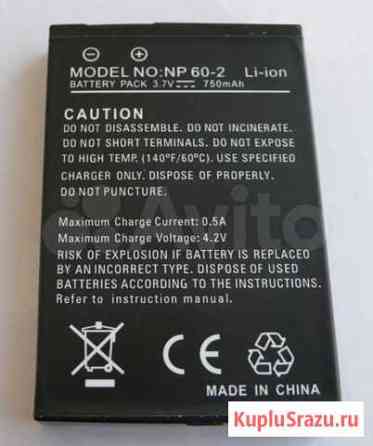 MODEL NO:NP 60-2 Li-ion
BATTERY PACK 3.7V 750mAh
CAUTION
DO NOT DISASSEMBLE, CRUSH, HEAT.
DO NOT SHORT TERMINALS. DO NOT EXPOSE
TO HIGH TEMP. (140°F/60°C). USE SPECIFIED
CHARGER ONLY. DISPOSE OF PROPERLY.
DO NOT PUNCTURE.
Maximum Charge Current: 0.5A
Maximum Charge Voltage: 4.2V
RISK OF EXPLOSION IF BATTERY IS REPLACED
BY AN INCORRECT TYPE. DISPOSE OF USED
BATTERIES ACCORDING TO THE INSTRUCTIONS.
Refer to instruction manual.
Avito
CE
MADE IN CHINA
KupluSrazu.ru